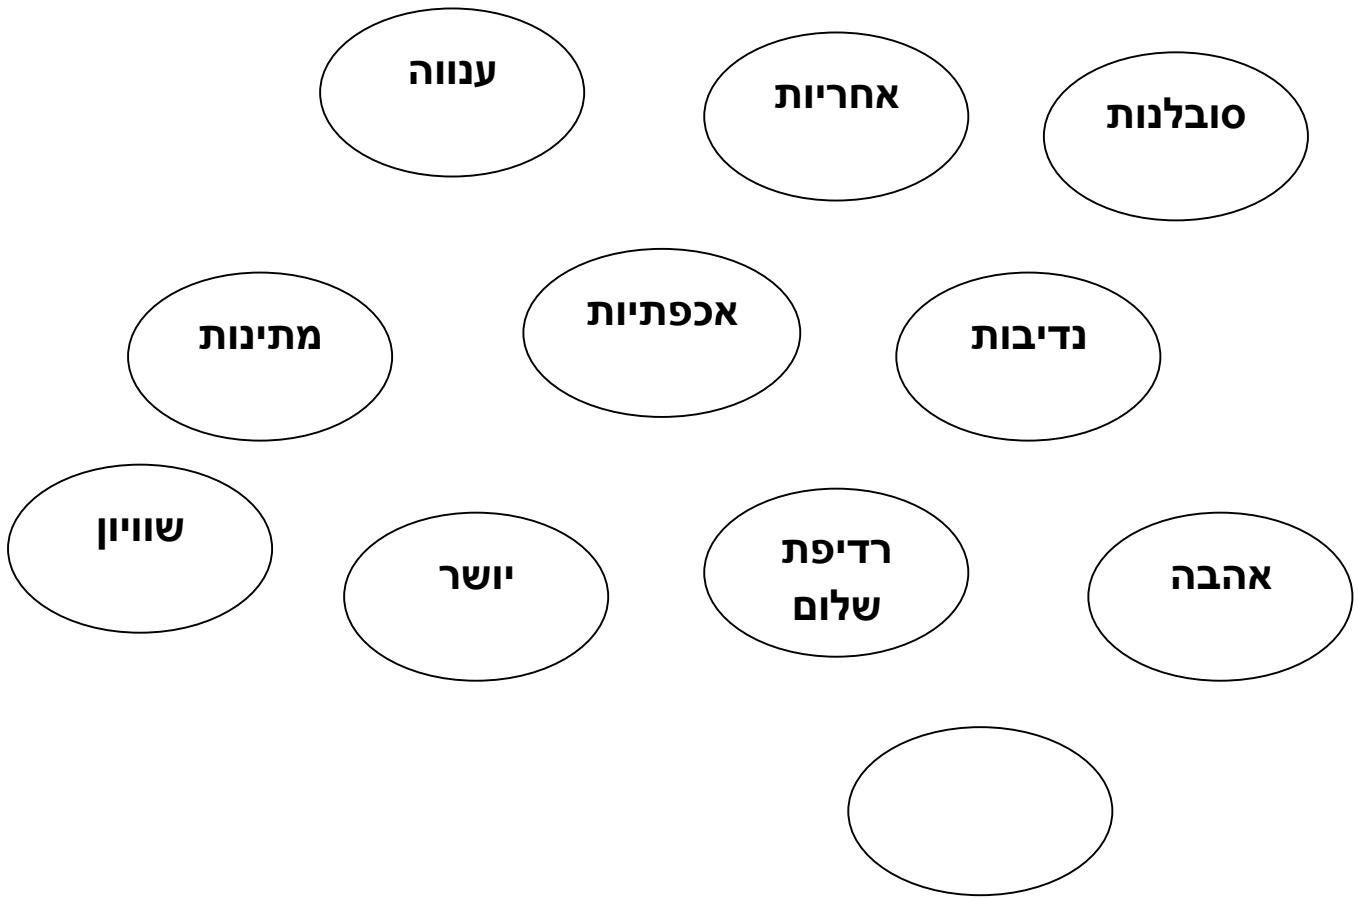 ענווה
אחריות
סובלנות
מתינות
אכפתיות
נדיבות
שוויון
יושר
רדיפת
שלום
אהבה